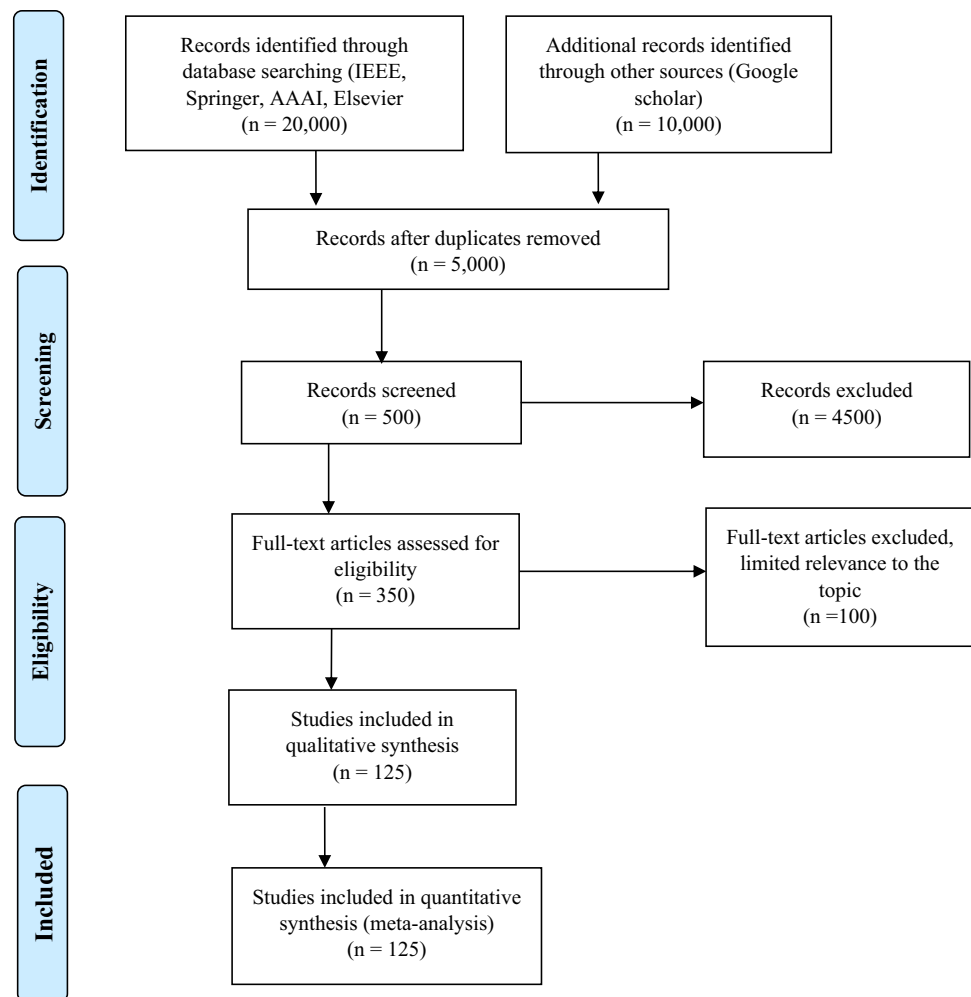 Identification
Records identified through
database searching (IEEE,
Springer, AAAI, Elsevier
(n = 20,000)
Additional records identified
through other sources (Google
scholar)
(n = 10,000)
Records after duplicates removed
(n = 5,000)
Screening
Records screened
(n = 500)
Records excluded
(n = 4500)
Eligibility
Full-text articles assessed for
eligibility
(n = 350)
Full-text articles excluded,
limited relevance to the
topic
(n =100)
Studies included in
qualitative synthesis
(n = 125)
Included
Studies included in quantitative
synthesis (meta-analysis)
(n = 125)